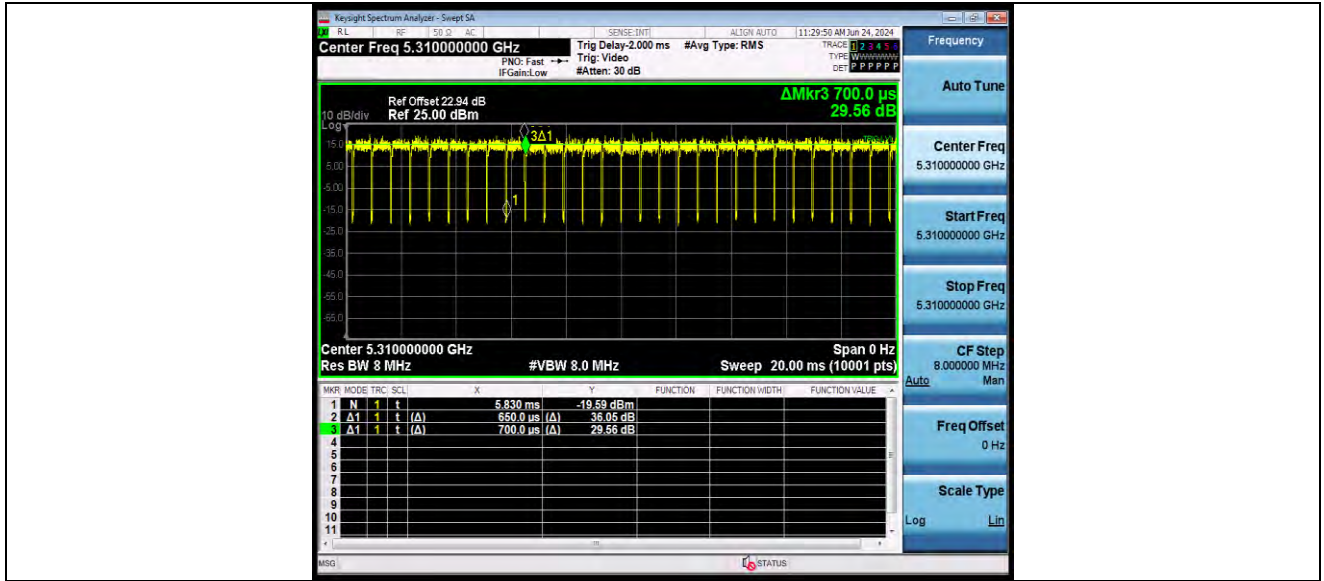 Keysight Spectrum Analyzer - Swept SA
RL RF 50 Ω AC SENSE:INT ALIGN AUTO 11:29:50 AM Jun 24, 2024
Center Freq 5.310000000 GHz Trig Delay-2.000 ms #Avg Type: RMS TRACE 1 2 3 4 5 6
PNO: Fast Trig: Video TYPE WWWWWW
IFGain:Low #Atten: 30 dB DET P P P P P P
ΔMkr3 700.0 µs
29.56 dB
Ref Offset 22.94 dB
10 dB/div Ref 25.00 dBm
Log
15.0
5.00
-5.00
-15.0
-25.0
-35.0
-45.0
-55.0
-65.0
3Δ1
1
Center 5.310000000 GHz Span 0 Hz
Res BW 8 MHz #VBW 8.0 MHz Sweep 20.00 ms (10001 pts)
MKR MODE TRC SCL X Y FUNCTION FUNCTION WIDTH FUNCTION VALUE
1 N 1 t 5.830 ms -19.59 dBm
2 Δ1 1 t (Δ) 650.0 µs (Δ) 36.05 dB
3 Δ1 1 t (Δ) 700.0 µs (Δ) 29.56 dB
4
5
6
7
8
9
10
11
MSG STATUS
Frequency
Auto Tune
Center Freq
5.310000000 GHz
Start Freq
5.310000000 GHz
Stop Freq
5.310000000 GHz
CF Step
8.000000 MHz
Auto Man
Freq Offset
0 Hz
Scale Type
Log Lin